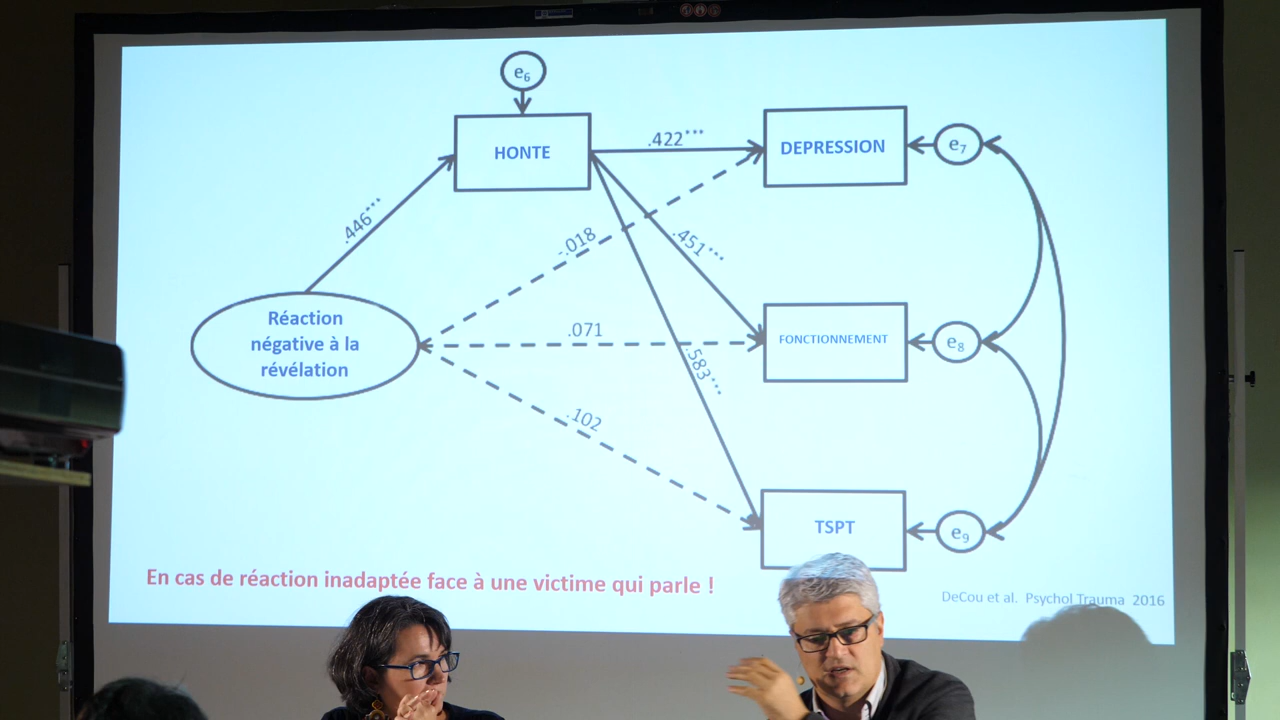 e6
HONTE
.422***
DEPRESSION
e7
.446***
-.018
.451***
Réaction
négative à la
révélation
.071
FONCTIONNEMENT
e8
.583***
.102
TSPT
e9
En cas de réaction inadaptée face à une victime qui parle !
DeCou et al. Psychol Trauma 2016